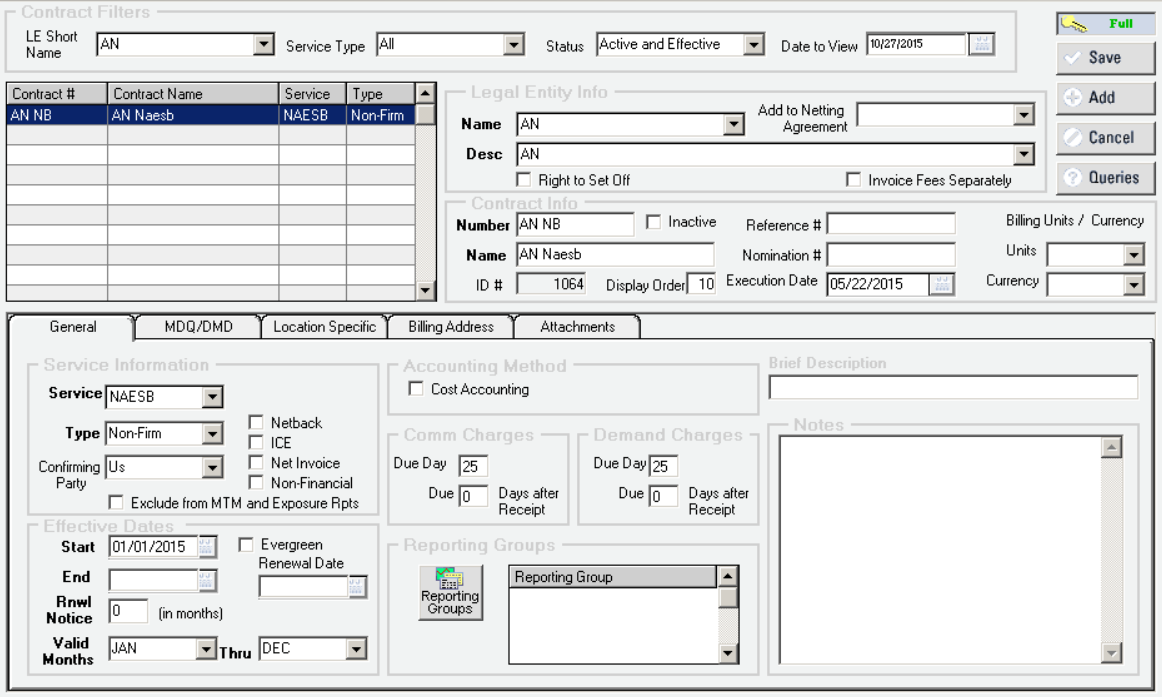 Contract Filters
LE Short Name AN Service Type All Status Active and Effective Date to View 10/27/2015
Full
Save
Add
Cancel
Queries
Contract # Contract Name Service Type
AN NB AN Naesb NAESB Non-Firm
Legal Entity Info
Name AN Add to Netting Agreement
Desc AN
Right to Set Off Invoice Fees Separately
Contract Info
Number AN NB Inactive Reference # Billing Units / Currency
Name AN Naesb Nomination # Units
ID # 1064 Display Order 10 Execution Date 05/22/2015 Currency
General MDQ/DMD Location Specific Billing Address Attachments
Service Information
Service NAESB
Type Non-Firm
Confirming Party Us
Netback
ICE
Net Invoice
Non-Financial
Exclude from MTM and Exposure Rpts
Effective Dates
Start 01/01/2015 Evergreen
Renewal Date
End
Rnwl Notice 0 (in months)
Valid Months JAN Thru DEC
Accounting Method
Cost Accounting
Comm Charges
Due Day 25
Due 0 Days after Receipt
Demand Charges
Due Day 25
Due 0 Days after Receipt
Reporting Groups
Reporting Groups
Reporting Group
Brief Description
Notes